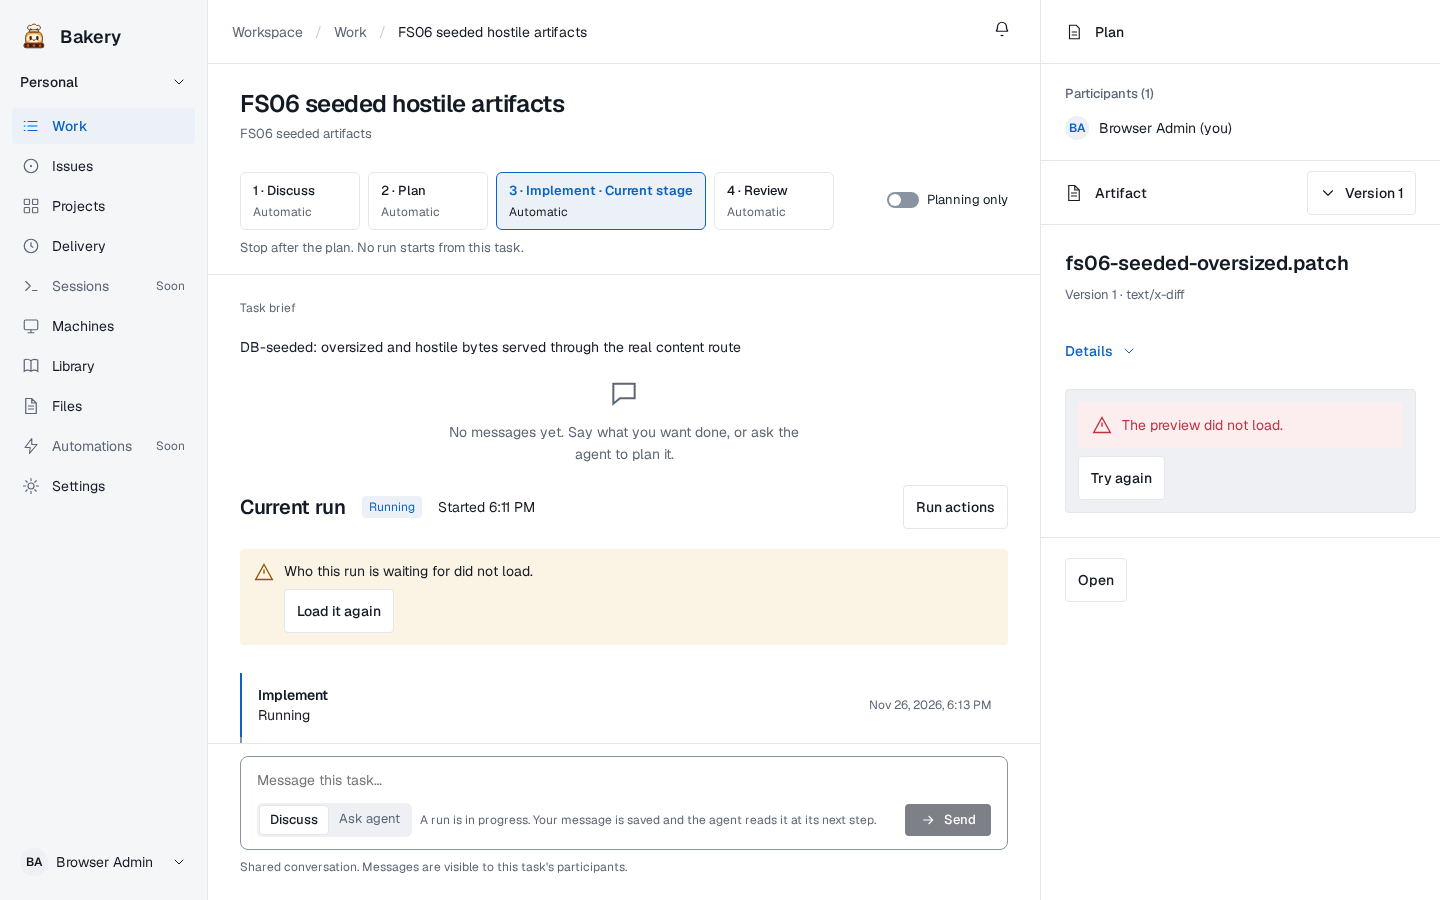 Bakery
Personal
Work
Issues
Projects
Delivery
Sessions Soon
Machines
Library
Files
Automations Soon
Settings
BA Browser Admin
Workspace / Work / FS06 seeded hostile artifacts
FS06 seeded hostile artifacts
FS06 seeded artifacts
1 · Discuss
Automatic
2 · Plan
Automatic
3 · Implement · Current stage
Automatic
4 · Review
Automatic
Planning only
Stop after the plan. No run starts from this task.
Task brief
DB-seeded: oversized and hostile bytes served through the real content route
No messages yet. Say what you want done, or ask the
agent to plan it.
Current run Running Started 6:11 PM Run actions
Who this run is waiting for did not load.
Load it again
Implement
Running
Nov 26, 2026, 6:13 PM
Message this task...
Discuss Ask agent A run is in progress. Your message is saved and the agent reads it at its next step. Send
Shared conversation. Messages are visible to this task's participants.
Plan
Participants (1)
BA Browser Admin (you)
Artifact Version 1
fs06-seeded-oversized.patch
Version 1 · text/x-diff
Details
The preview did not load.
Try again
Open